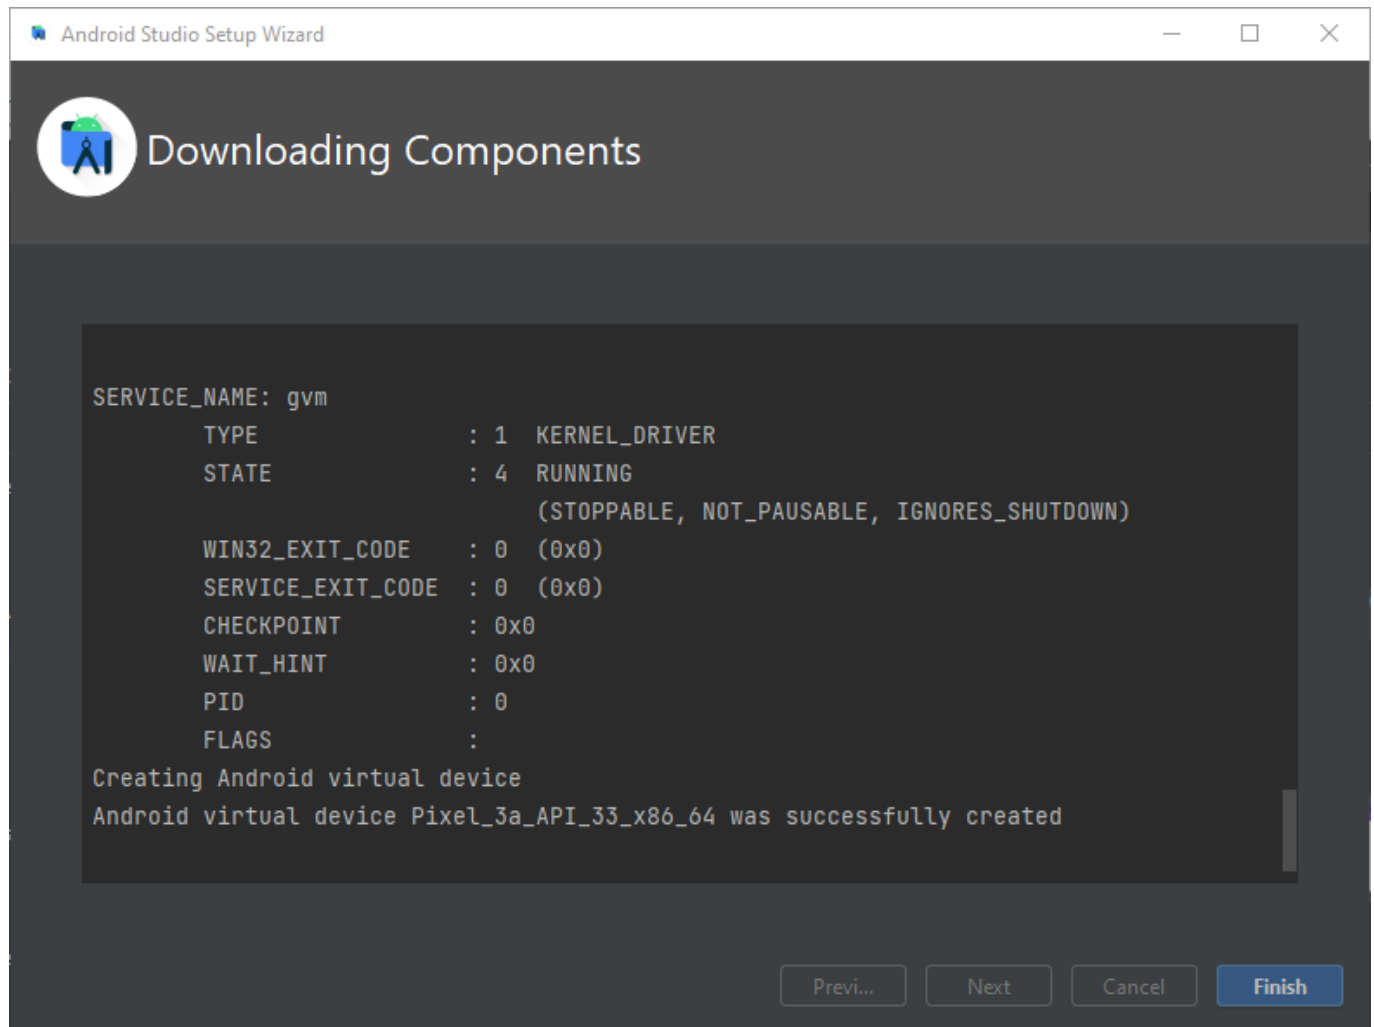 Android Studio Setup Wizard
Downloading Components
SERVICE_NAME: gvm
TYPE : 1 KERNEL_DRIVER
STATE : 4 RUNNING
(STOPPABLE, NOT_PAUSABLE, IGNORES_SHUTDOWN)
WIN32_EXIT_CODE : 0 (0x0)
SERVICE_EXIT_CODE : 0 (0x0)
CHECKPOINT : 0x0
WAIT_HINT : 0x0
PID : 0
FLAGS :
Creating Android virtual device
Android virtual device Pixel_3a_API_33_x86_64 was successfully created
Previ... Next Cancel Finish